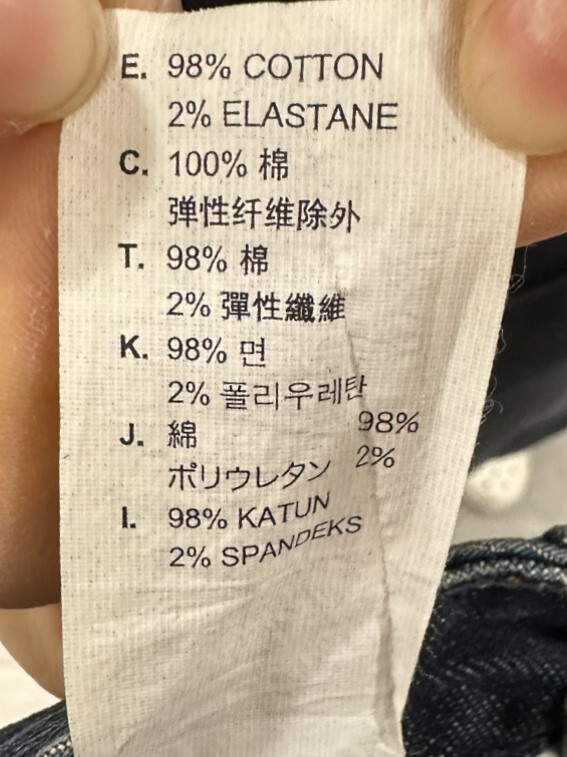 E. 98% COTTON
2% ELASTANE
C. 100% 棉
弹性纤维除外
T. 98% 棉
2% 彈性纖維
K. 98% 면
2% 폴리우레탄
J. 綿 98%
ポリウレタン 2%
I. 98% KATUN
2% SPANDEKS